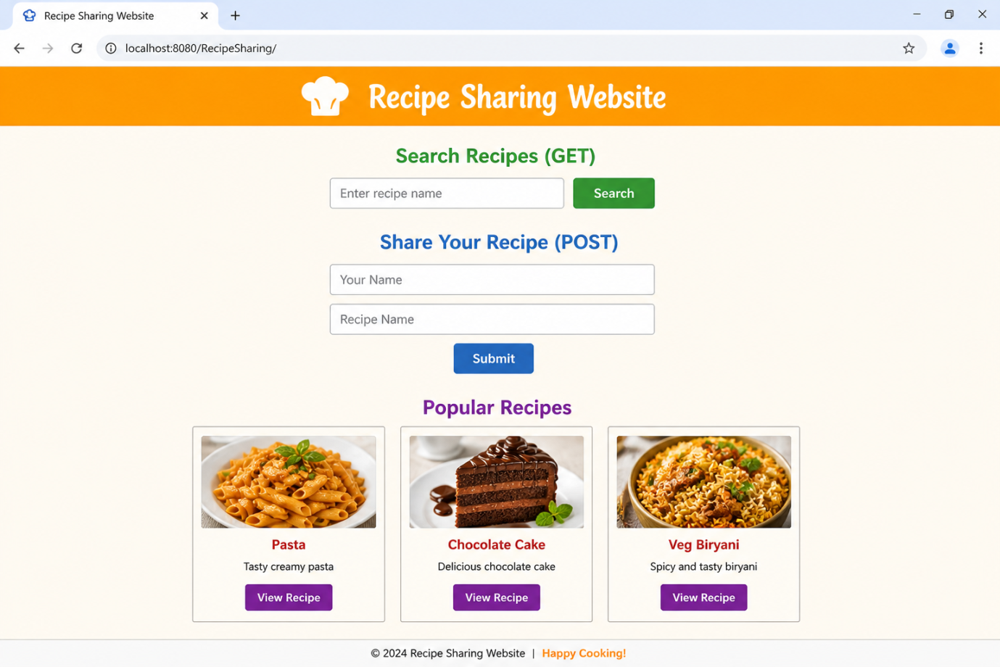 Recipe Sharing Website
localhost:8080/RecipeSharing/
Recipe Sharing Website
Search Recipes (GET)
Enter recipe name Search
Share Your Recipe (POST)
Your Name
Recipe Name
Submit
Popular Recipes
Pasta
Tasty creamy pasta
View Recipe
Chocolate Cake
Delicious chocolate cake
View Recipe
Veg Biryani
Spicy and tasty biryani
View Recipe
© 2024 Recipe Sharing Website | Happy Cooking!